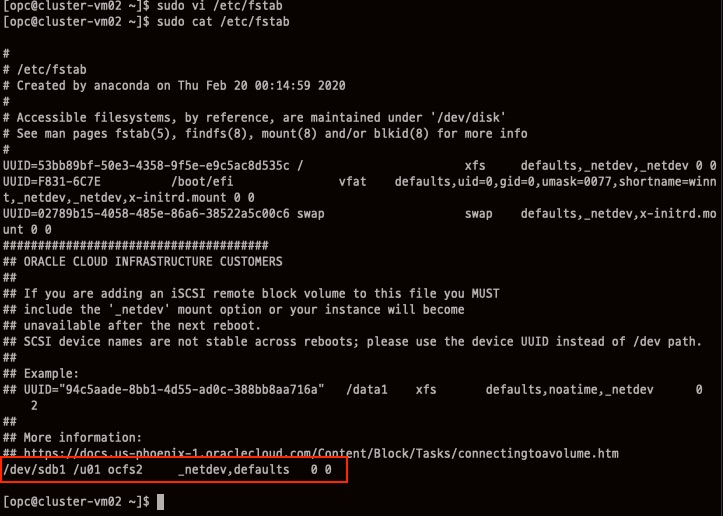 [opc@cluster-vm02 ~]$ sudo vi /etc/fstab
[opc@cluster-vm02 ~]$ sudo cat /etc/fstab

#
# /etc/fstab
# Created by anaconda on Thu Feb 20 00:14:59 2020
#
# Accessible filesystems, by reference, are maintained under '/dev/disk'
# See man pages fstab(5), findfs(8), mount(8) and/or blkid(8) for more info
#
UUID=53bb89bf-50e3-4358-9f5e-e9c5ac8d535c /                       xfs     defaults,_netdev,_netdev 0 0
UUID=F831-6C7E          /boot/efi               vfat    defaults,uid=0,gid=0,umask=0077,shortname=winn
t,_netdev,_netdev,x-initrd.mount 0 0
UUID=02789b15-4058-485e-86a6-38522a5c00c6 swap                    swap    defaults,_netdev,x-initrd.mo
unt 0 0
######################################
## ORACLE CLOUD INFRASTRUCTURE CUSTOMERS
##
## If you are adding an iSCSI remote block volume to this file you MUST
## include the '_netdev' mount option or your instance will become
## unavailable after the next reboot.
## SCSI device names are not stable across reboots; please use the device UUID instead of /dev path.
##
## Example:
## UUID="94c5aade-8bb1-4d55-ad0c-388bb8aa716a"   /data1    xfs       defaults,noatime,_netdev      0
    2
##
## More information:
## https://docs.us-phoenix-1.oraclecloud.com/Content/Block/Tasks/connectingtoavolume.htm
/dev/sdb1 /u01 ocfs2     _netdev,defaults   0 0

[opc@cluster-vm02 ~]$